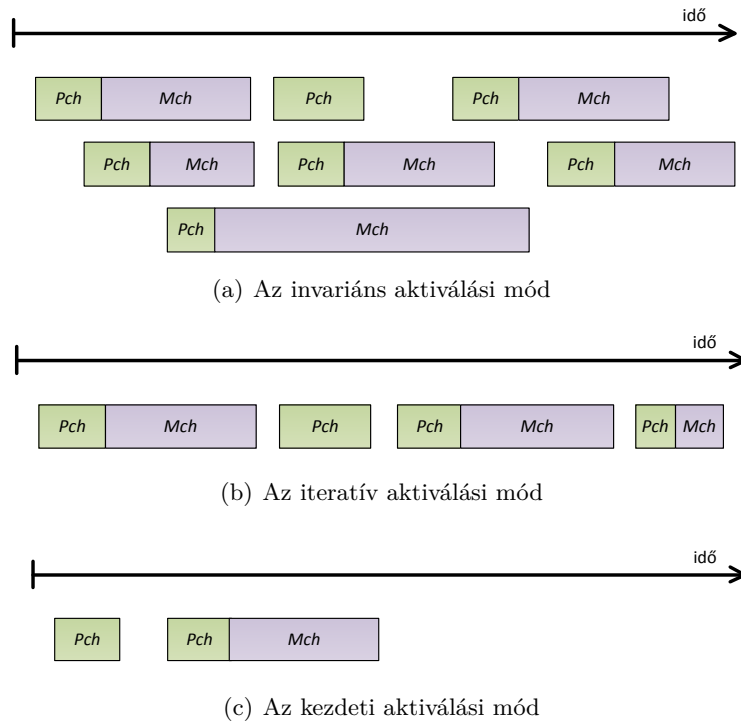 idő
Pch Mch Pch Pch Mch
Pch Mch Pch Mch Pch Mch
Pch Mch
(a) Az invariáns aktiválási mód
idő
Pch Mch Pch Pch Mch Pch Mch
(b) Az iteratív aktiválási mód
idő
Pch Pch Mch
(c) Az kezdeti aktiválási mód